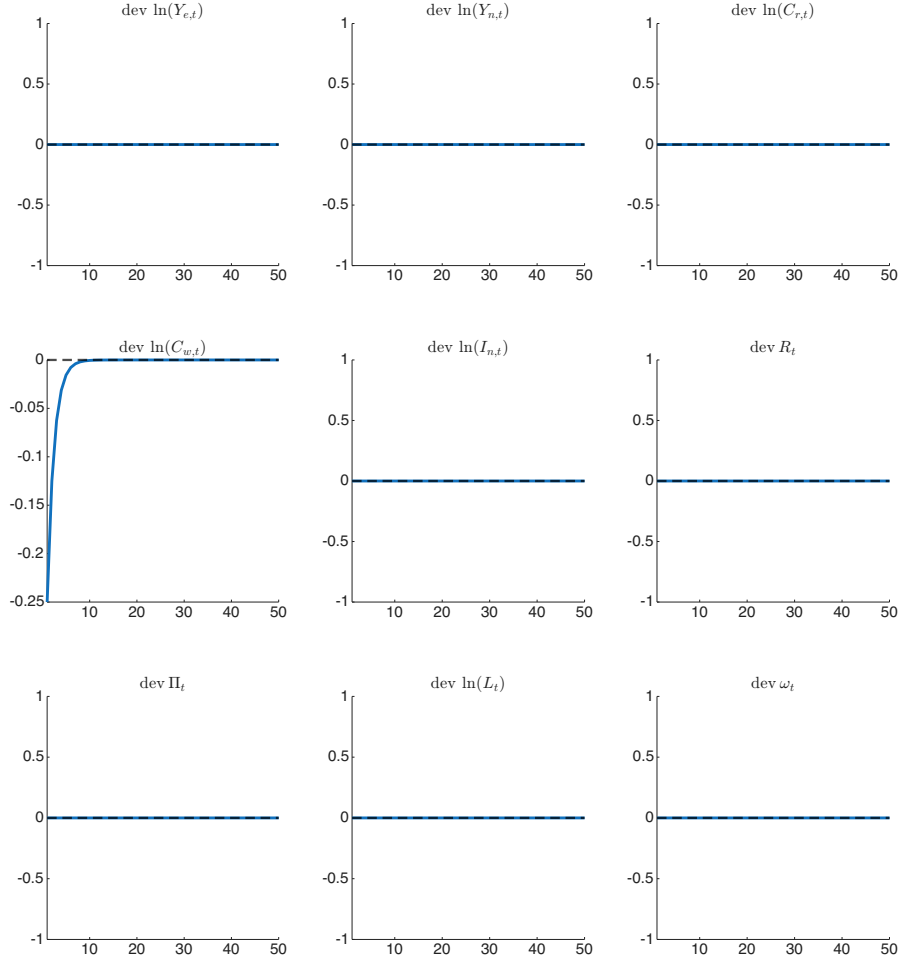 dev ln(Y_{e,t}) dev ln(Y_{n,t}) dev ln(C_{r,t})
1 1 1
0.5 0.5 0.5
0 0 0
-0.5 -0.5 -0.5
-1 -1 -1
10 20 30 40 50 10 20 30 40 50 10 20 30 40 50
dev ln(C_{w,t}) dev ln(I_{n,t}) dev R_t
0 1 1
-0.05
0.5 0.5
-0.1
0 0
-0.15
-0.2 -0.5 -0.5
-0.25 -1 -1
10 20 30 40 50 10 20 30 40 50 10 20 30 40 50
dev Π_t dev ln(L_t) dev ω_t
1 1 1
0.5 0.5 0.5
0 0 0
-0.5 -0.5 -0.5
-1 -1 -1
10 20 30 40 50 10 20 30 40 50 10 20 30 40 50